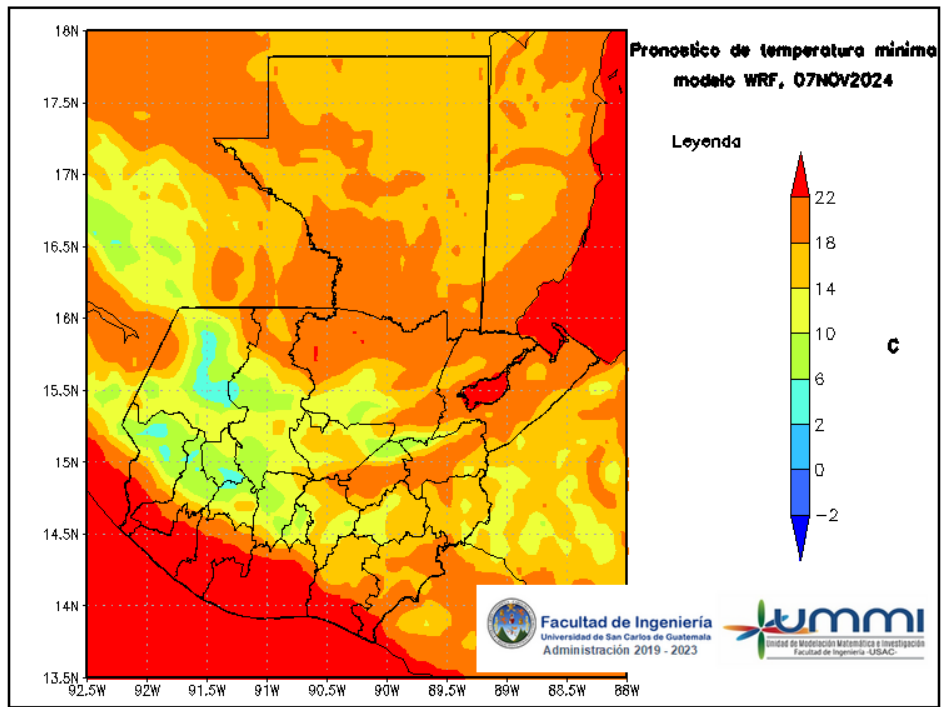 Pronostico de temperatura minima
modelo WRF, 07NOV2024
Leyenda
22
18
14
10
6
2
0
−2
C
18N
17.5N
17N
16.5N
16N
15.5N
15N
14.5N
14N
13.5N
92.5W
92W
91.5W
91W
90.5W
90W
89.5W
89W
88.5W
88W
Facultad de Ingeniería
Universidad de San Carlos de Guatemala
Administración 2019 - 2023
UMMI
Unidad de Modelación Matemática e Investigación
Facultad de Ingeniería -USAC-